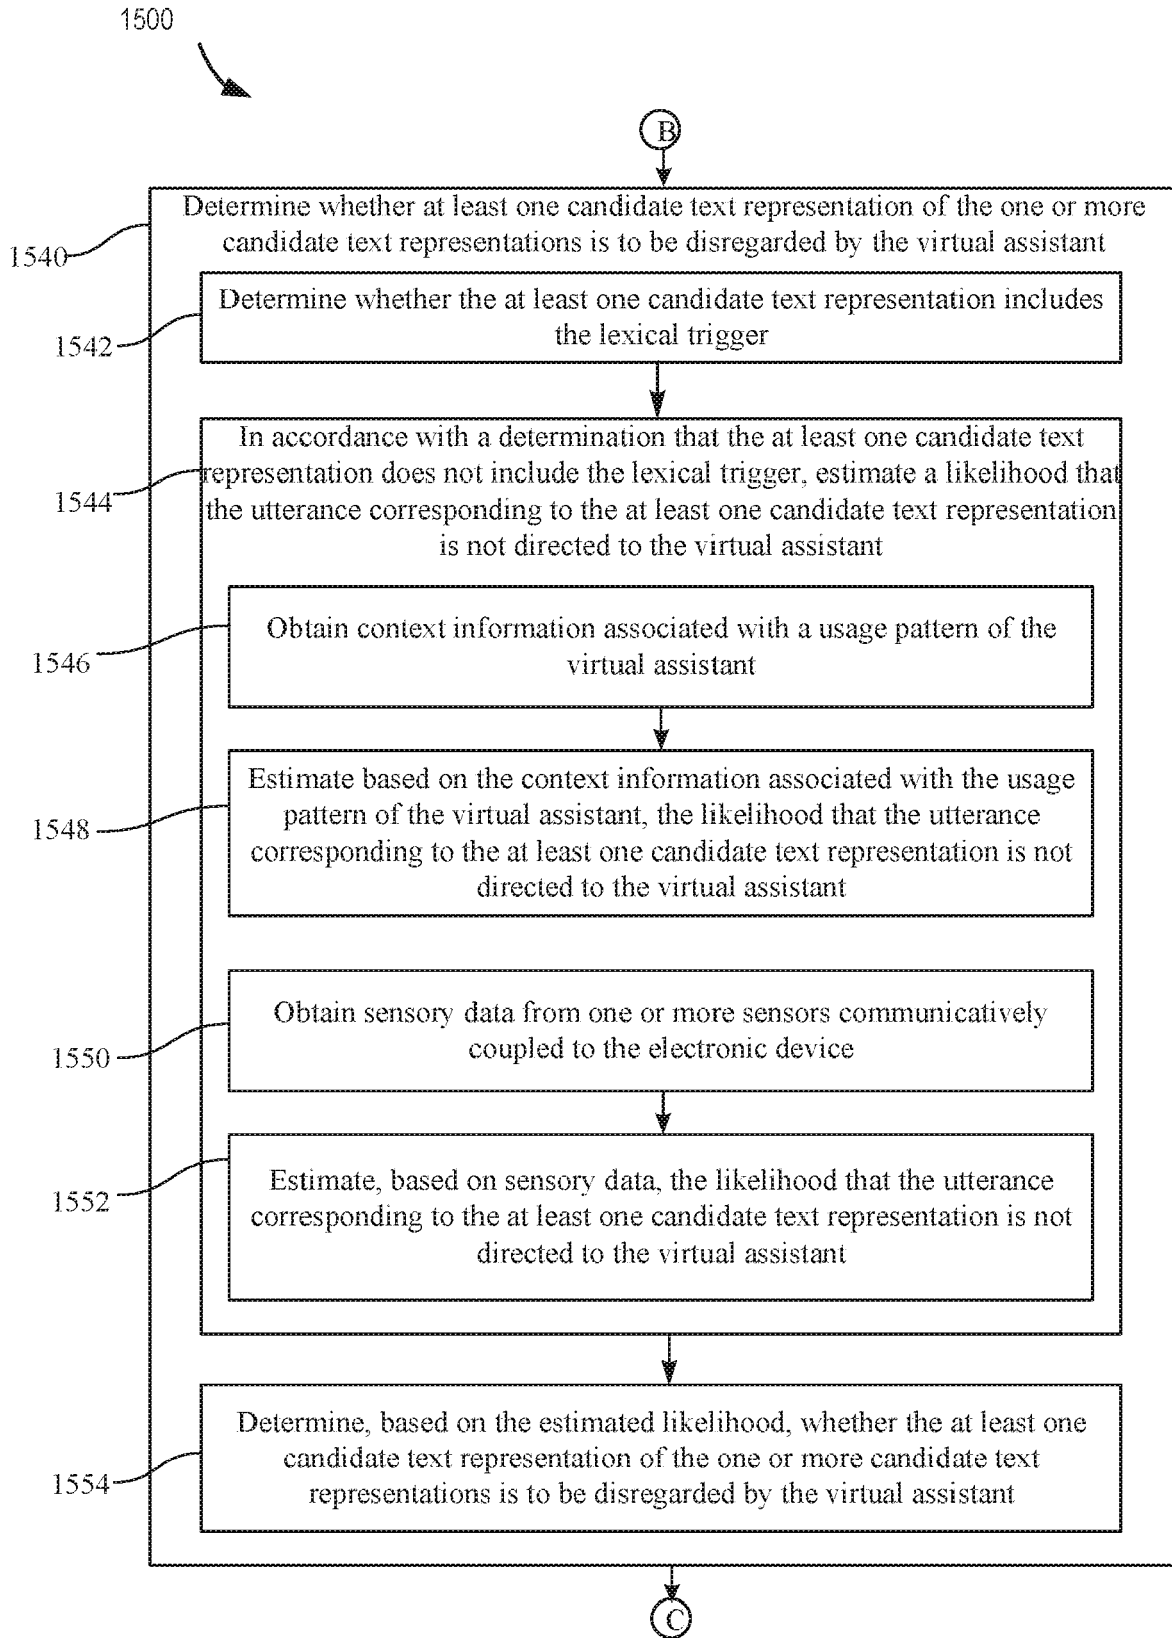 1500
B
Determine whether at least one candidate text representation of the one or more
candidate text representations is to be disregarded by the virtual assistant
1540
Determine whether the at least one candidate text representation includes
the lexical trigger
1542
In accordance with a determination that the at least one candidate text
representation does not include the lexical trigger, estimate a likelihood that
the utterance corresponding to the at least one candidate text representation
is not directed to the virtual assistant
1544
Obtain context information associated with a usage pattern of the
virtual assistant
1546
Estimate based on the context information associated with the usage
pattern of the virtual assistant, the likelihood that the utterance
corresponding to the at least one candidate text representation is not
directed to the virtual assistant
1548
Obtain sensory data from one or more sensors communicatively
coupled to the electronic device
1550
Estimate, based on sensory data, the likelihood that the utterance
corresponding to the at least one candidate text representation is not
directed to the virtual assistant
1552
Determine, based on the estimated likelihood, whether the at least one
candidate text representation of the one or more candidate text
representations is to be disregarded by the virtual assistant
1554
C